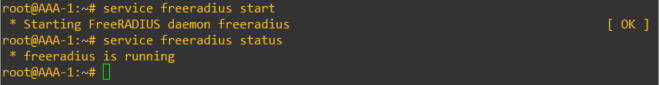 root@AAA-1:~# service freeradius start
 * Starting FreeRADIUS daemon freeradius [ OK ]
root@AAA-1:~# service freeradius status
 * freeradius is running
root@AAA-1:~#